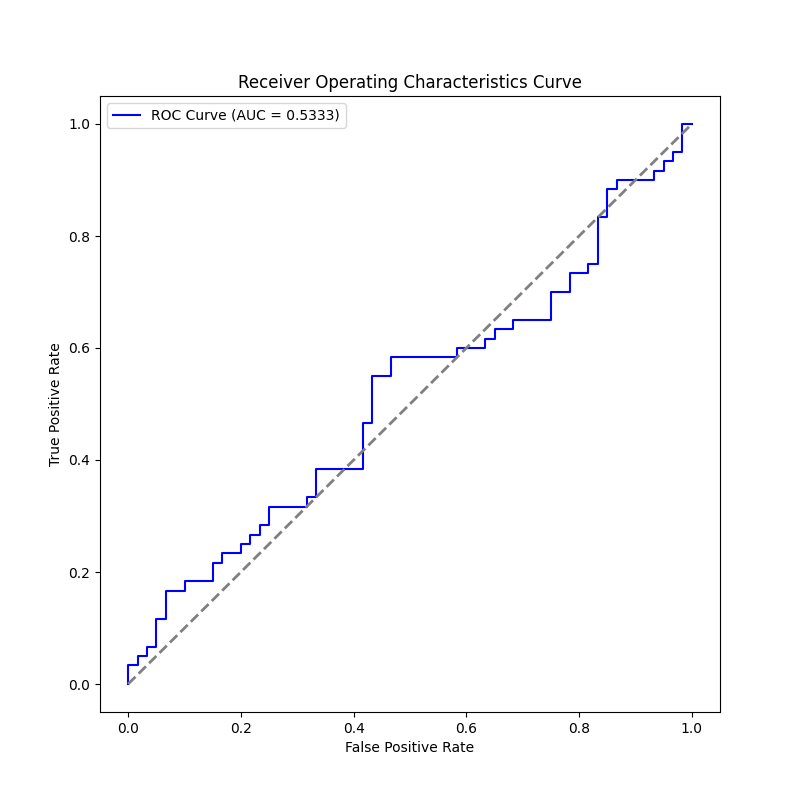 Receiver Operating Characteristics Curve
ROC Curve (AUC = 0.5333)
1.0
0.8
0.6
0.4
0.2
0.0
True Positive Rate
0.0 0.2 0.4 0.6 0.8 1.0
False Positive Rate